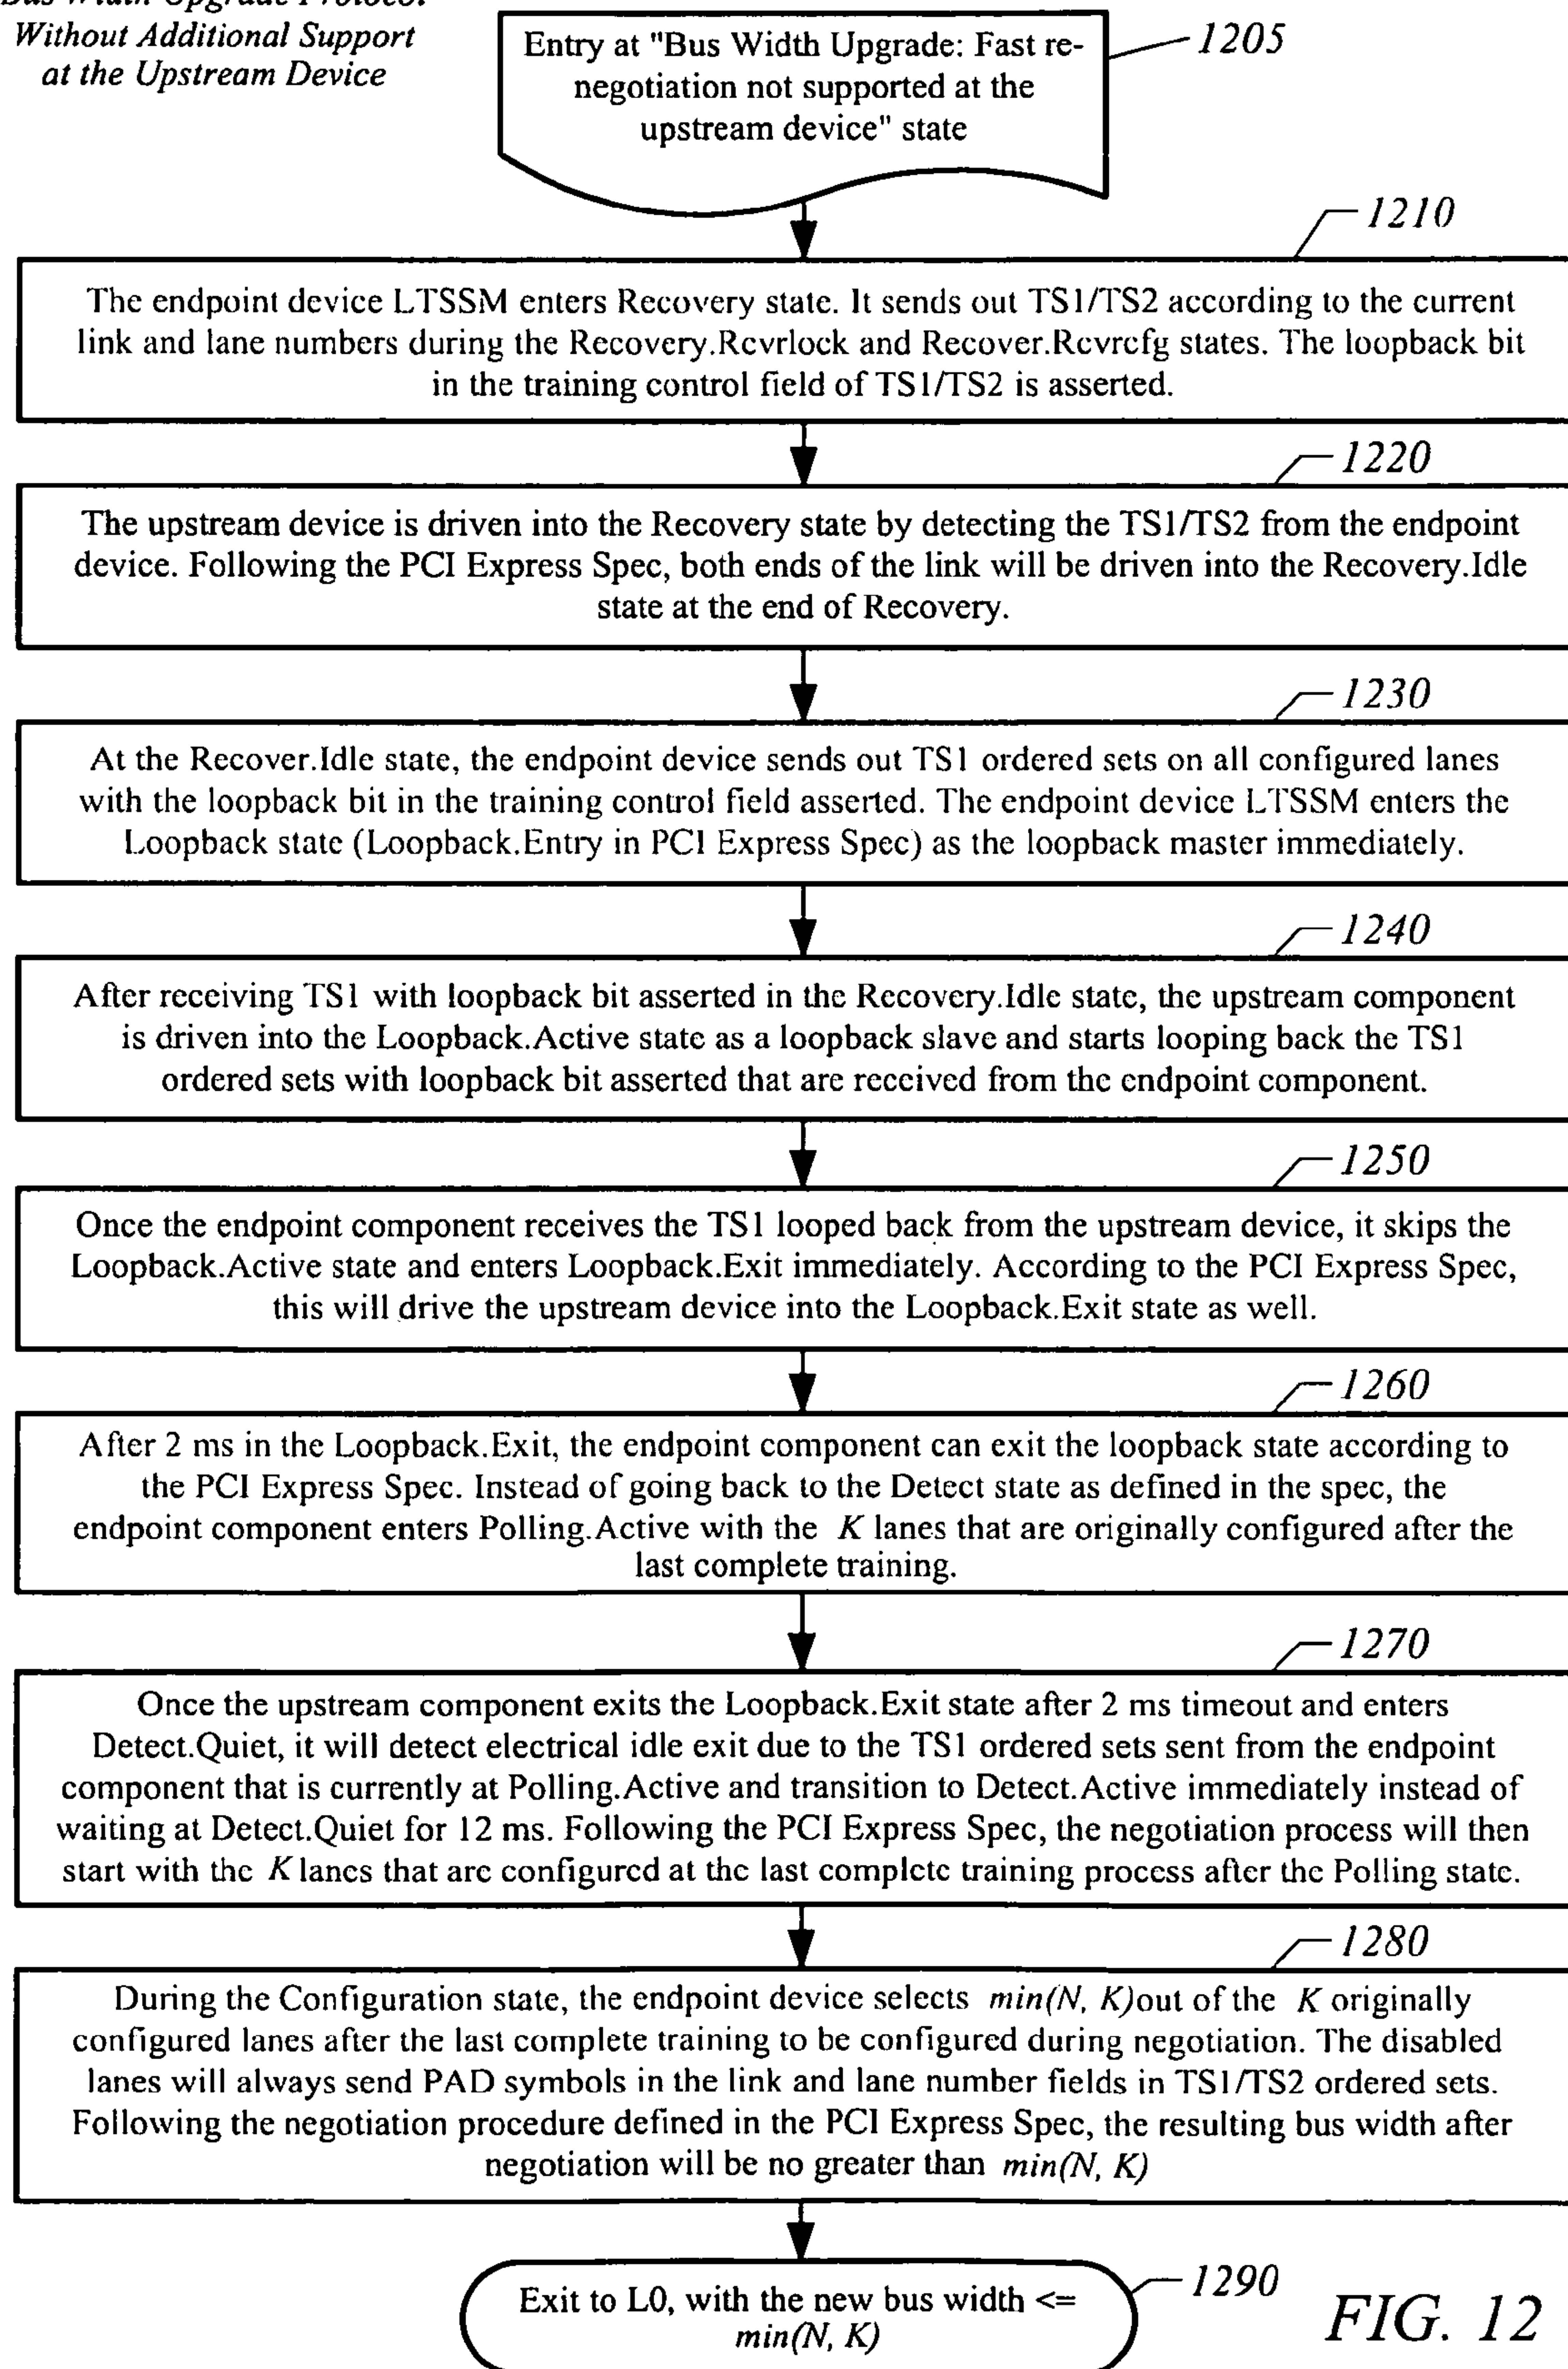 Bus Width Upgrade Protocol
Without Additional Support
at the Upstream Device
Entry at "Bus Width Upgrade: Fast re-
negotiation not supported at the
upstream device" state
1205
1210
The endpoint device LTSSM enters Recovery state. It sends out TS1/TS2 according to the current
link and lane numbers during the Recovery.Rcvrlock and Recover.Rcvrcfg states. The loopback bit
in the training control field of TS1/TS2 is asserted.
1220
The upstream device is driven into the Recovery state by detecting the TS1/TS2 from the endpoint
device. Following the PCI Express Spec, both ends of the link will be driven into the Recovery.Idle
state at the end of Recovery.
1230
At the Recover.Idle state, the endpoint device sends out TS1 ordered sets on all configured lanes
with the loopback bit in the training control field asserted. The endpoint device LTSSM enters the
Loopback state (Loopback.Entry in PCI Express Spec) as the loopback master immediately.
1240
After receiving TS1 with loopback bit asserted in the Recovery.Idle state, the upstream component
is driven into the Loopback.Active state as a loopback slave and starts looping back the TS1
ordered sets with loopback bit asserted that are received from the endpoint component.
1250
Once the endpoint component receives the TS1 looped back from the upstream device, it skips the
Loopback.Active state and enters Loopback.Exit immediately. According to the PCI Express Spec,
this will drive the upstream device into the Loopback.Exit state as well.
1260
After 2 ms in the Loopback.Exit, the endpoint component can exit the loopback state according to
the PCI Express Spec. Instead of going back to the Detect state as defined in the spec, the
endpoint component enters Polling.Active with the K lanes that are originally configured after the
last complete training.
1270
Once the upstream component exits the Loopback.Exit state after 2 ms timeout and enters
Detect.Quiet, it will detect electrical idle exit due to the TS1 ordered sets sent from the endpoint
component that is currently at Polling.Active and transition to Detect.Active immediately instead of
waiting at Detect.Quiet for 12 ms. Following the PCI Express Spec, the negotiation process will then
start with the K lanes that are configured at the last complete training process after the Polling state.
1280
During the Configuration state, the endpoint device selects min(N, K)out of the K originally
configured lanes after the last complete training to be configured during negotiation. The disabled
lanes will always send PAD symbols in the link and lane number fields in TS1/TS2 ordered sets.
Following the negotiation procedure defined in the PCI Express Spec, the resulting bus width after
negotiation will be no greater than min(N, K)
Exit to L0, with the new bus width <=
min(N, K)
1290
FIG. 12